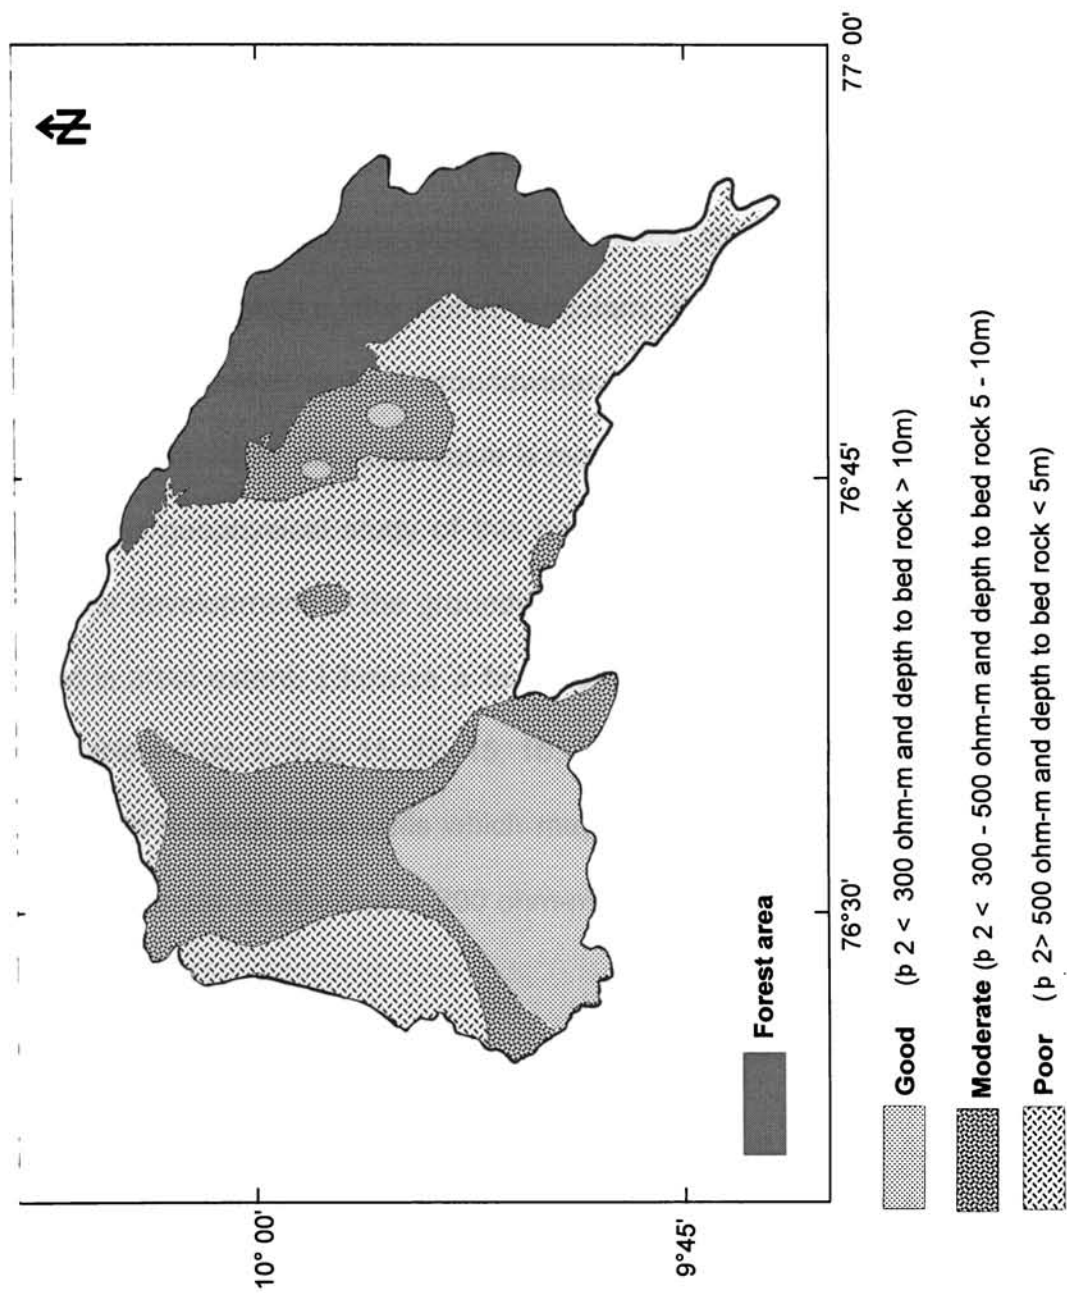 N
10° 00'
9°45'
76°30'
76°45'
77° 00'
Forest area
Good (þ 2 < 300 ohm-m and depth to bed rock > 10m)
Moderate (þ 2 < 300 - 500 ohm-m and depth to bed rock 5 - 10m)
Poor (þ 2> 500 ohm-m and depth to bed rock < 5m)